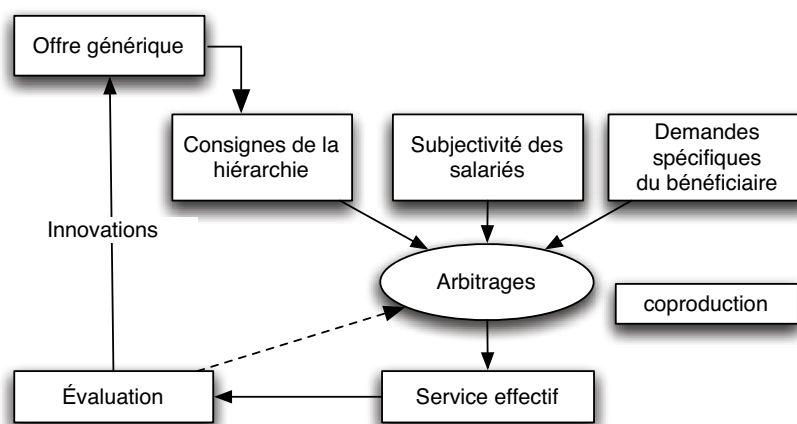 Offre générique
Consignes de la
hiérarchie
Subjectivité des
salariés
Demandes
spécifiques
du bénéficiaire
Innovations
Arbitrages
coproduction
Évaluation
Service effectif